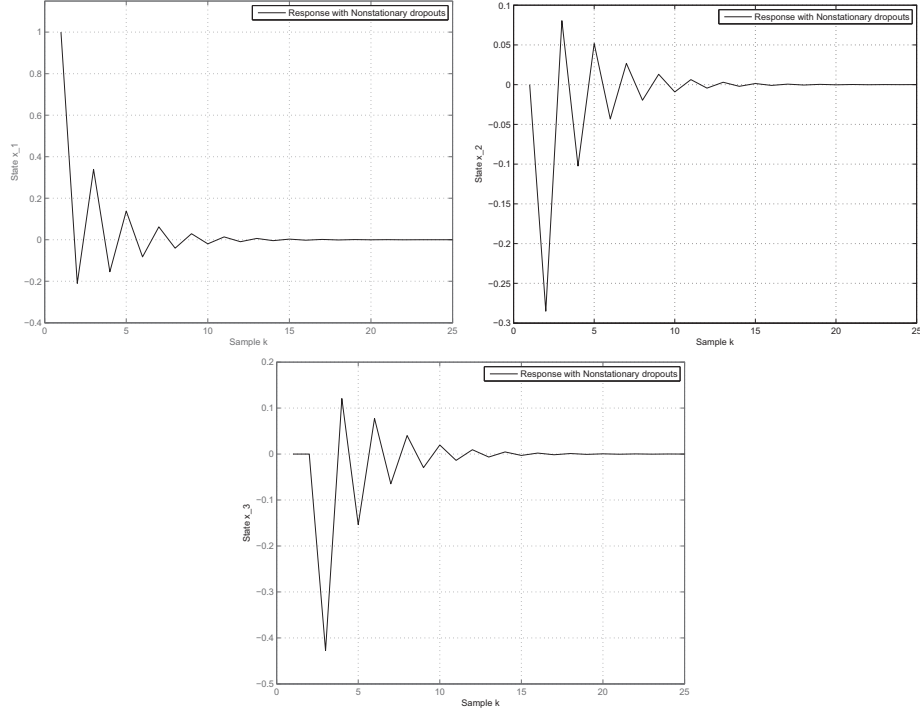 Response with Nonstationary dropouts
1
0.8
0.6
0.4
0.2
0
−0.2
−0.4
State x_1
0 5 10 15 20 25
Sample k
Response with Nonstationary dropouts
0.1
0.05
0
−0.05
−0.1
−0.15
−0.2
−0.25
−0.3
State x_2
0 5 10 15 20 25
Sample k
Response with Nonstationary dropouts
0.2
0.1
0
−0.1
−0.2
−0.3
−0.4
−0.5
State x_3
0 5 10 15 20 25
Sample k